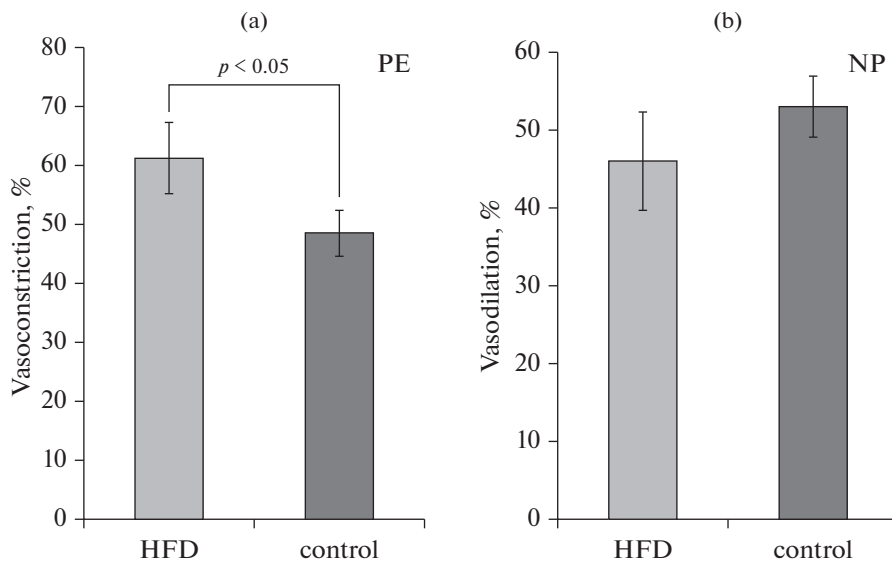 (a)
PE
p < 0.05
Vasoconstriction, %
80
70
60
50
40
30
20
10
0
HFD
control
(b)
NP
Vasodilation, %
60
50
40
30
20
10
0
HFD
control